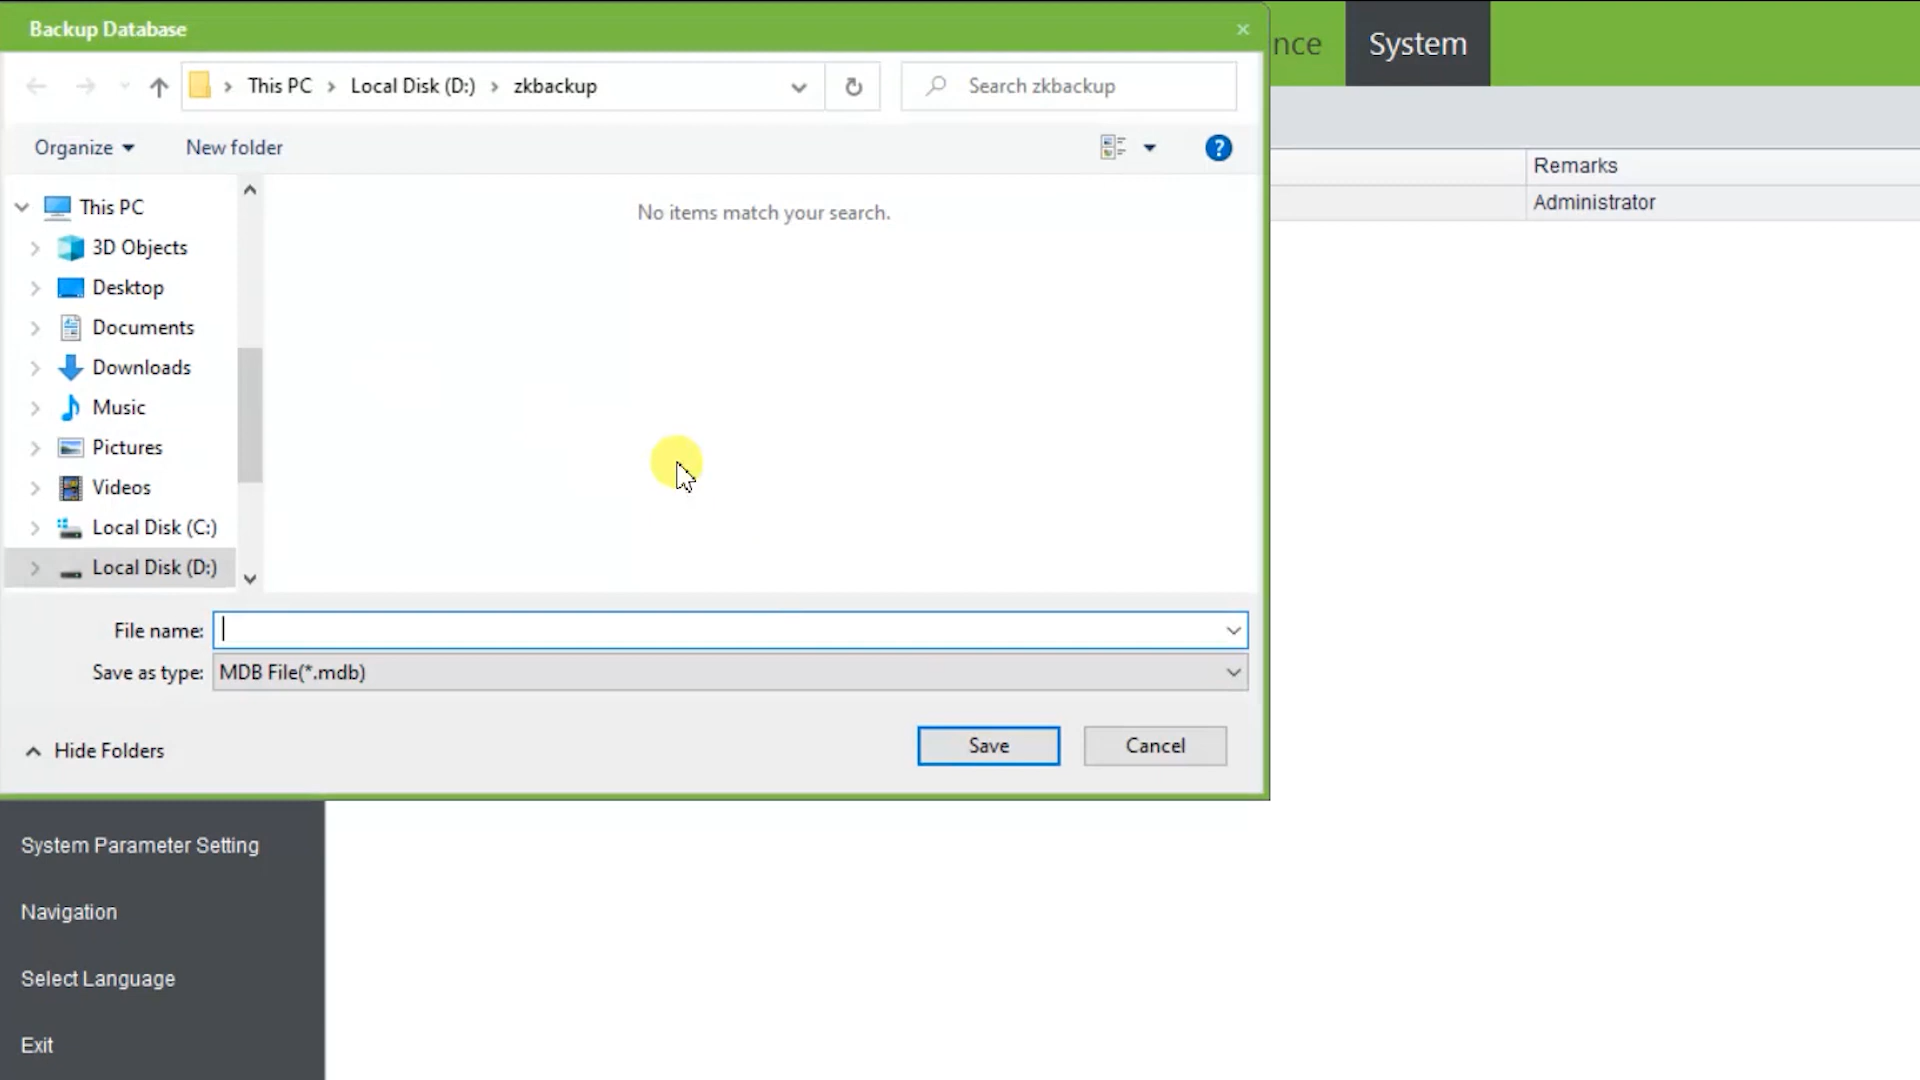 Backup Database
nce
System
This PC
Local Disk (D:)
zkbackup
Search zkbackup
Organize
New folder
?
Remarks
Administrator
No items match your search.
This PC
3D Objects
Desktop
Documents
Downloads
Music
Pictures
Videos
Local Disk (C:)
Local Disk (D:)
File name:
Save as type:
MDB File(*.mdb)
Hide Folders
Save
Cancel
System Parameter Setting
Navigation
Select Language
Exit